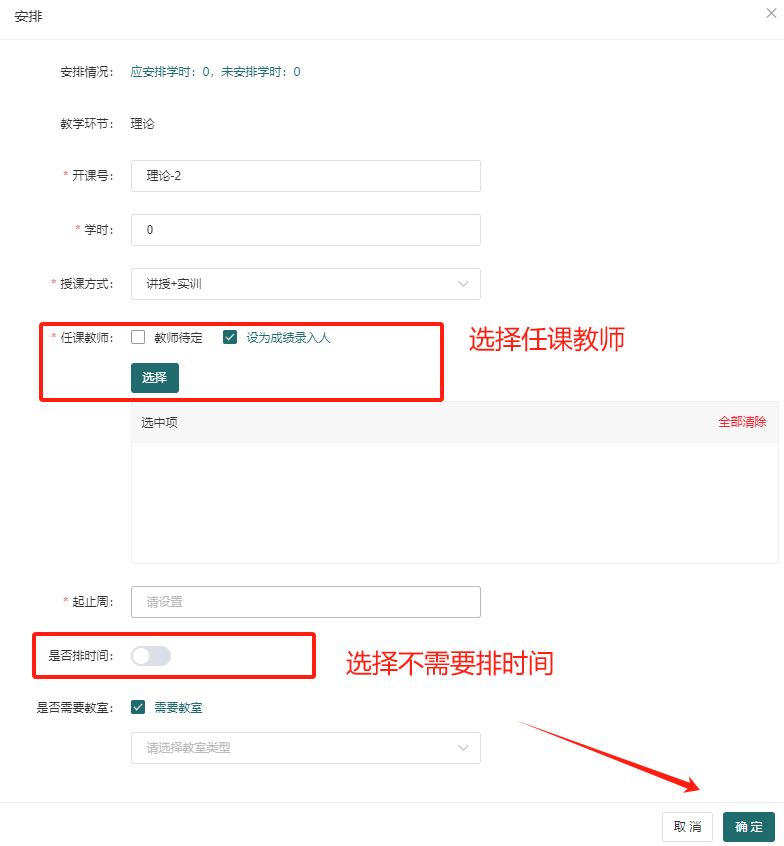 安排
安排情况: 应安排学时: 0, 未安排学时: 0
教学环节: 理论
* 开课号: 理论-2
* 学时: 0
* 授课方式: 讲授+实训
* 任课教师: 教师待定 设为成绩录入人 选择任课教师
选择
选中项 全部清除
* 起止周: 请设置
是否排时间: 选择不需要排时间
是否需要教室: 需要教室
请选择教室类型
取消 确定